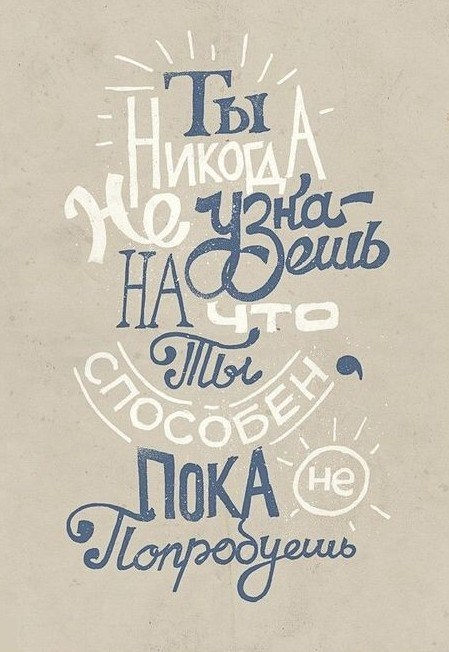 Ты
Никогда
Не узна-
ешь
на что
ты
способен,
пока не
Попробуешь